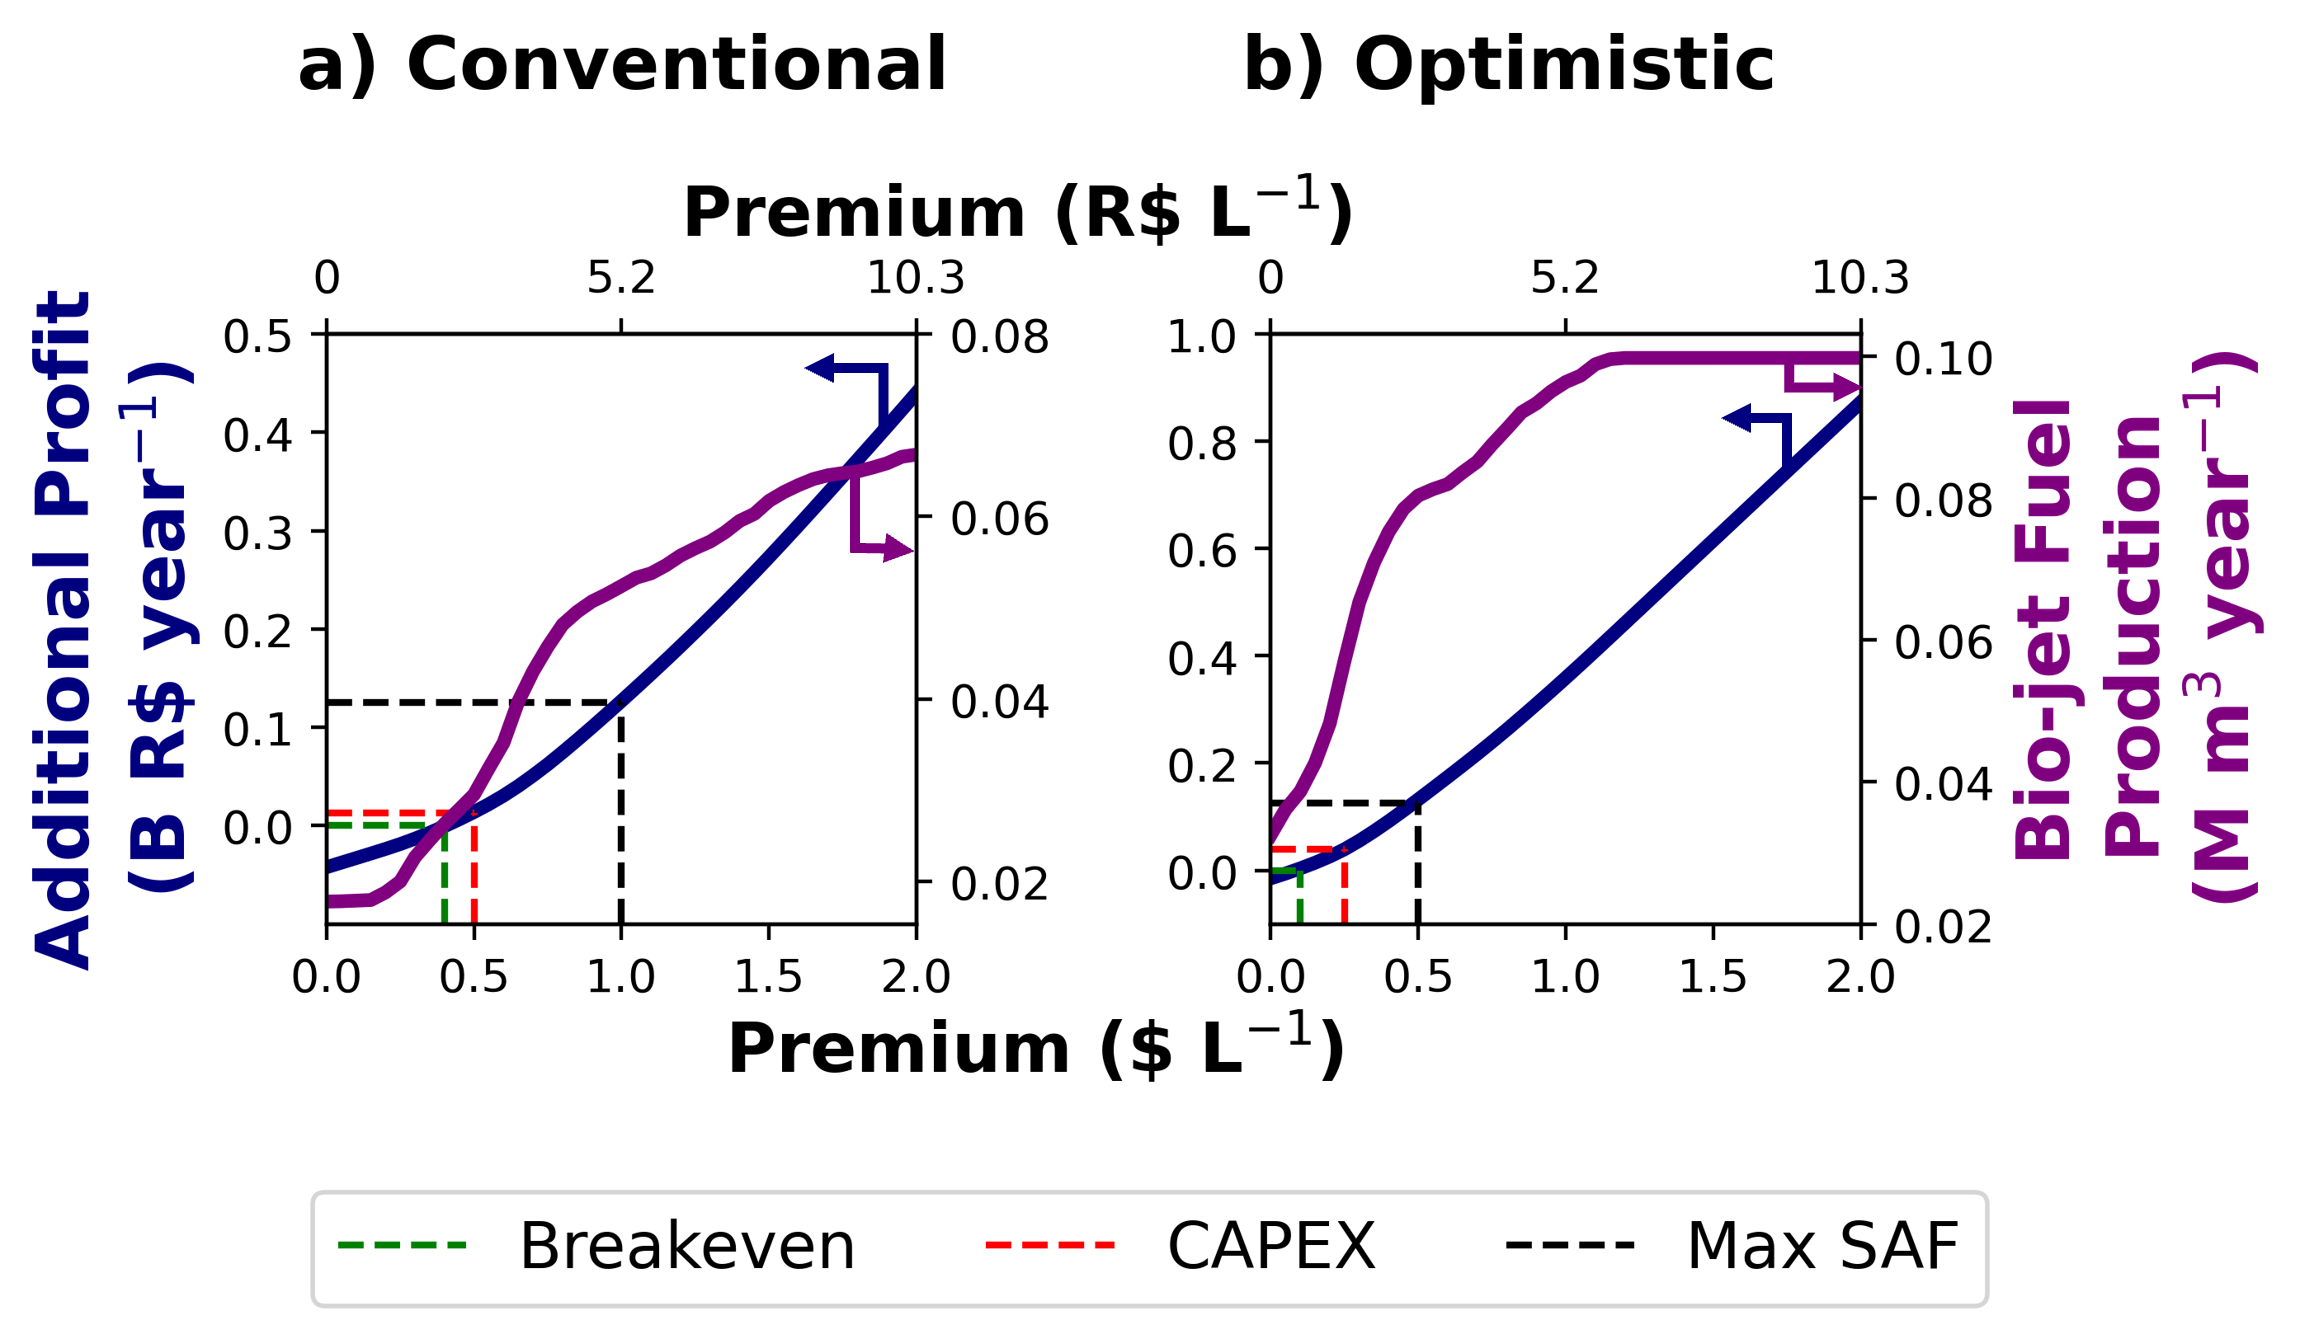 a) Conventional
b) Optimistic
Premium (R$ L⁻¹)
0 5.2 10.3
0 5.2 10.3
Additional Profit
(B R$ year⁻¹)
0.5
0.4
0.3
0.2
0.1
0.0
0.08
0.06
0.04
0.02
1.0
0.8
0.6
0.4
0.2
0.0
0.10
0.08
0.06
0.04
0.02
Bio-jet Fuel
Production
(M m³ year⁻¹)
0.0 0.5 1.0 1.5 2.0
0.0 0.5 1.0 1.5 2.0
Premium ($ L⁻¹)
Breakeven
CAPEX
Max SAF